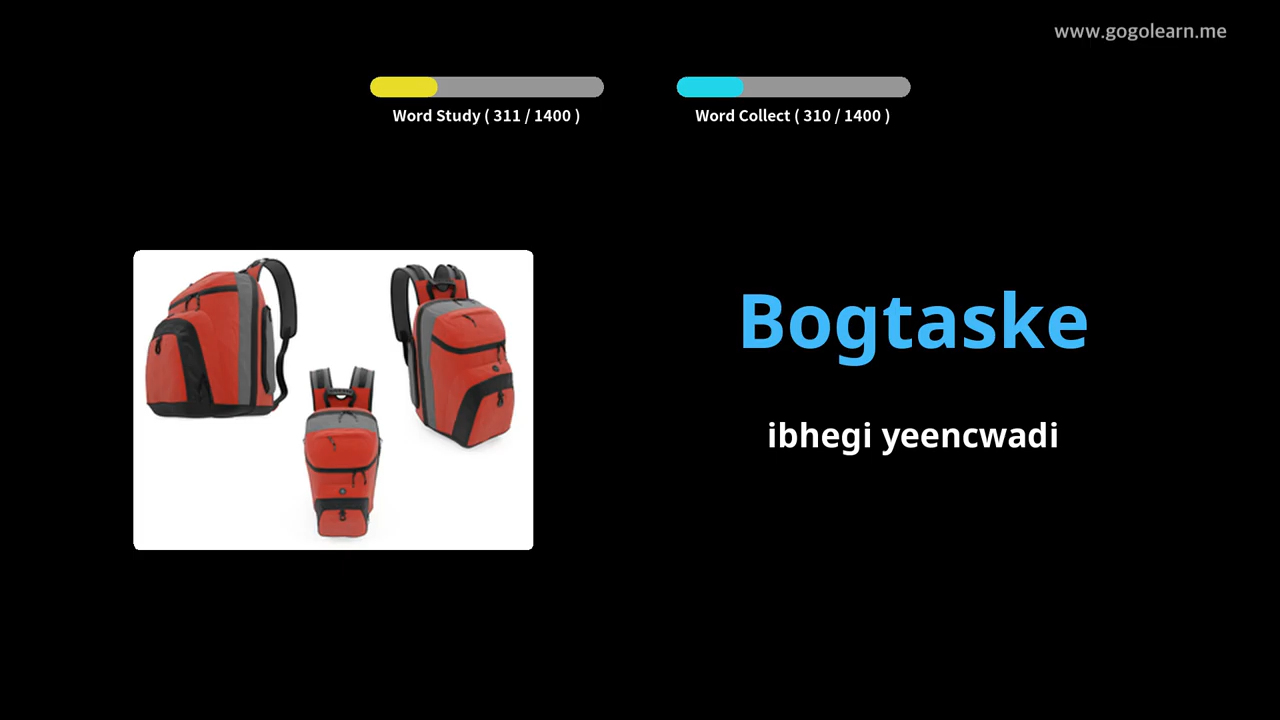 www.gogolearn.me
Word Study ( 311 / 1400 )
Word Collect ( 310 / 1400 )
Bogtaske
ibhegi yeencwadi